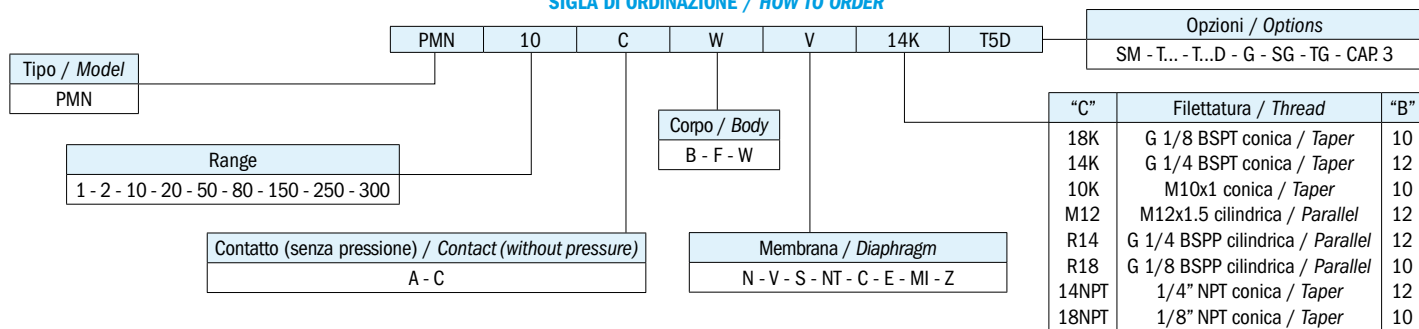 SIGLA DI ORDINAZIONE / HOW TO ORDER
PMN 10 C W V 14K T5D
Opzioni / Options
SM - T... - T...D - G - SG - TG - CAP. 3
Tipo / Model
PMN
Corpo / Body
B - F - W
Range
1 - 2 - 10 - 20 - 50 - 80 - 150 - 250 - 300
Contatto (senza pressione) / Contact (without pressure)
A - C
Membrana / Diaphragm
N - V - S - NT - C - E - MI - Z
“C” Filettatura / Thread “B”
18K G 1/8 BSPT conica / Taper 10
14K G 1/4 BSPT conica / Taper 12
10K M10x1 conica / Taper 10
M12 M12x1.5 cilindrica / Parallel 12
R14 G 1/4 BSPP cilindrica / Parallel 12
R18 G 1/8 BSPP cilindrica / Parallel 10
14NPT 1/4” NPT conica / Taper 12
18NPT 1/8” NPT conica / Taper 10